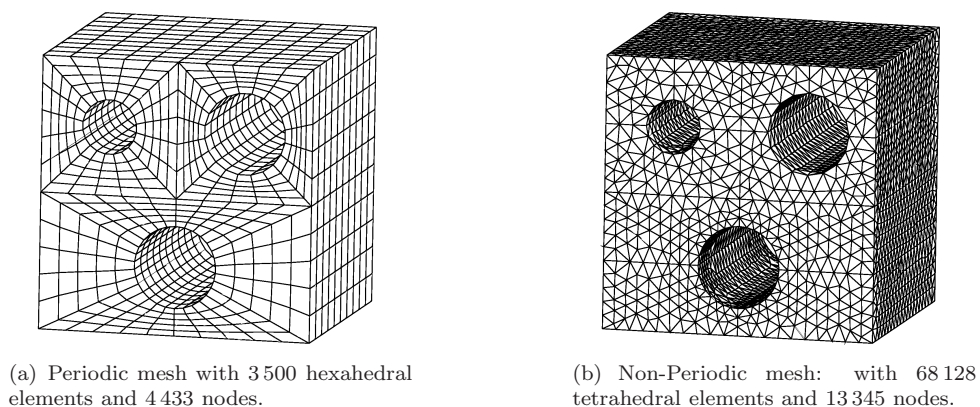 (a) Periodic mesh with 3 500 hexahedral
elements and 4 433 nodes.
(b) Non-Periodic mesh: with 68 128
tetrahedral elements and 13 345 nodes.